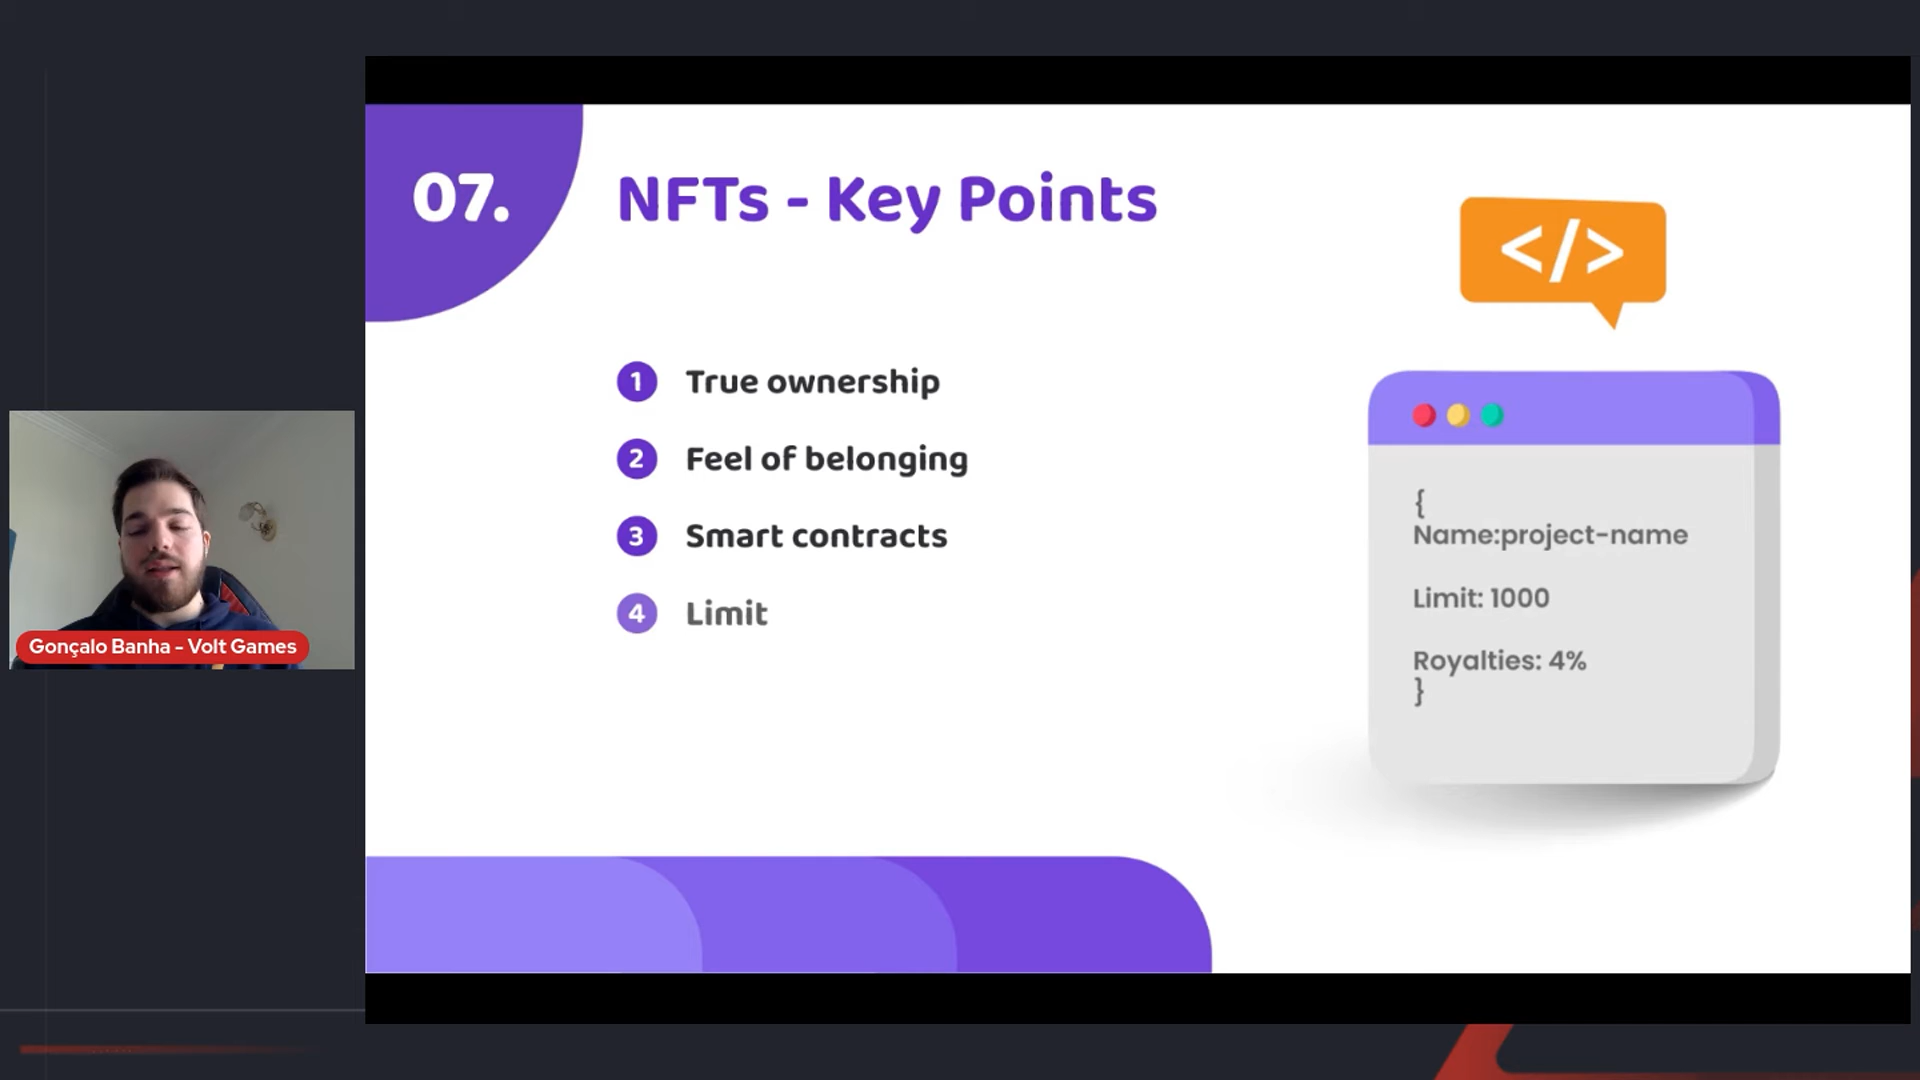 07.
NFTs - Key Points
</>
1 True ownership
2 Feel of belonging
3 Smart contracts
4 Limit
{
Name:project-name
Limit: 1000
Royalties: 4%
}
Gonçalo Banha - Volt Games